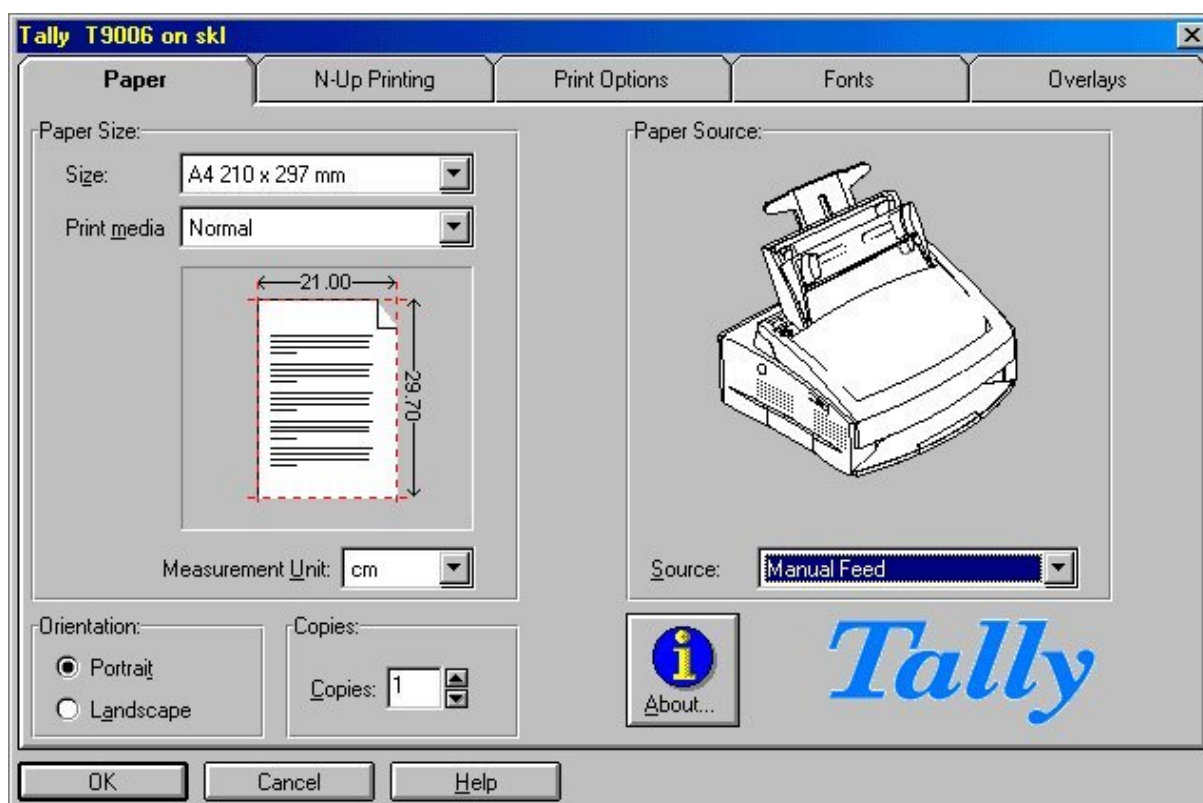 Tally T9006 on skl
Paper
N-Up Printing
Print Options
Fonts
Overlays
Paper Size:
Size: A4 210 x 297 mm
Print media Normal
21.00
29.70
Measurement Unit: cm
Orientation:
Portrait
Landscape
Copies:
Copies: 1
Paper Source:
Source: Manual Feed
About...
Tally
OK
Cancel
Help